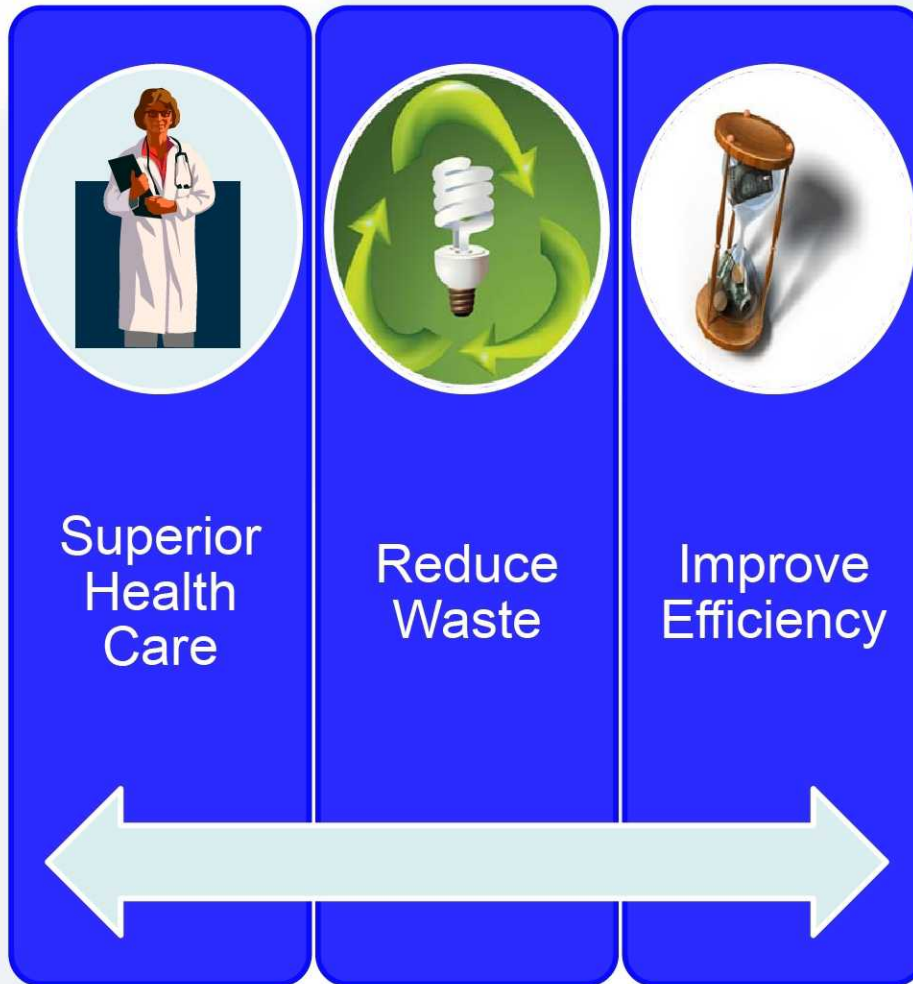 Superior
Health
Care
Reduce
Waste
Improve
Efficiency